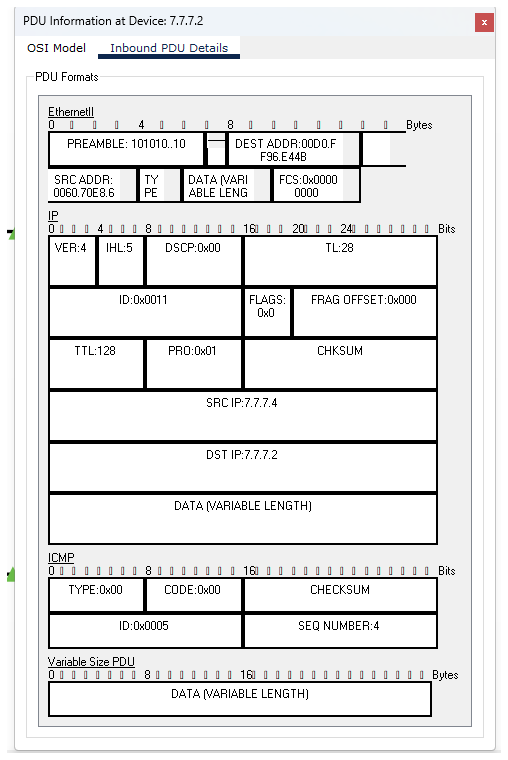 PDU Information at Device: 7.7.7.2
x
OSI Model Inbound PDU Details
PDU Formats
EthernetII
0 4 8 Bytes
PREAMBLE: 101010..10
DEST ADDR:00D0.F
F96.E44B
SRC ADDR:
0060.70E8.6
TY
PE
DATA (VARI
ABLE LENG
FCS:0x0000
0000
IP
0 4 8 16 20 24 Bits
VER:4 IHL:5 DSCP:0x00 TL:28
ID:0x0011 FLAGS:
0x0
FRAG OFFSET:0x000
TTL:128 PRO:0x01 CHKSUM
SRC IP:7.7.7.4
DST IP:7.7.7.2
DATA (VARIABLE LENGTH)
ICMP
0 8 16 Bits
TYPE:0x00 CODE:0x00 CHECKSUM
ID:0x0005 SEQ NUMBER:4
Variable Size PDU
0 8 16 Bytes
DATA (VARIABLE LENGTH)